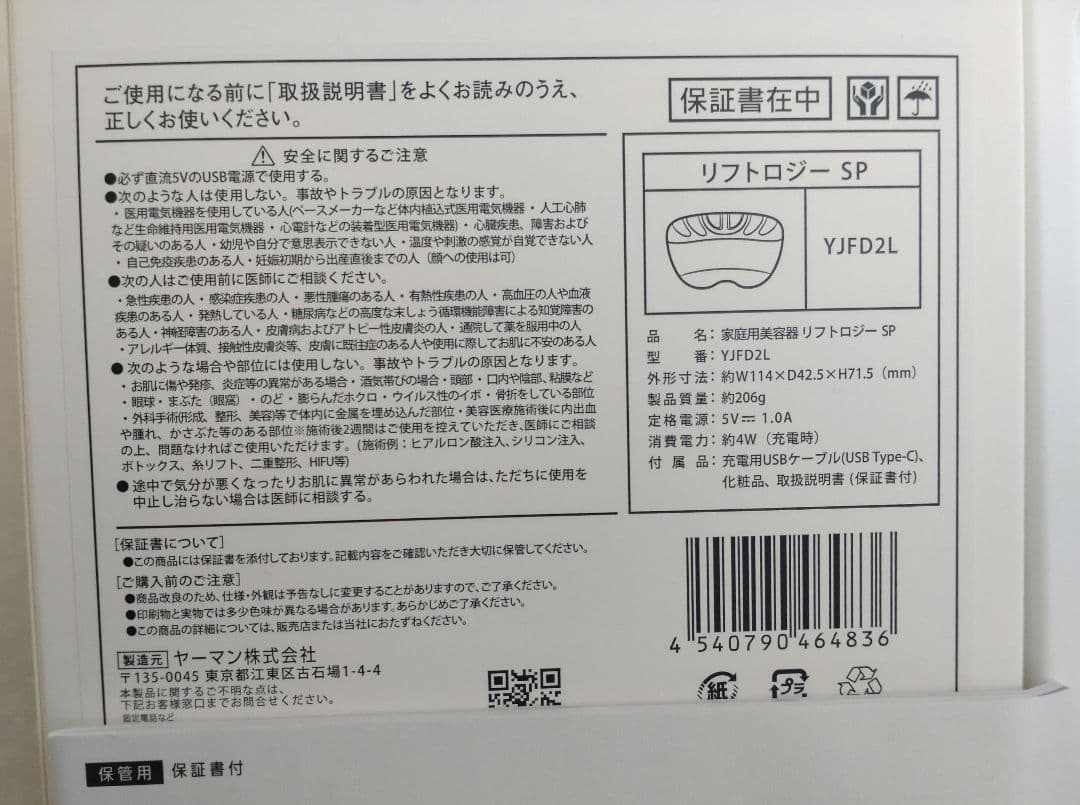 ご使用になる前に「取扱説明書」をよくお読みのうえ、
正しくお使いください。
保証書在中
安全に関するご注意
●必ず直流5VのUSB電源で使用する。
●次のような人は使用しない。事故やトラブルの原因となります。
・医用電気機器を使用している人(ペースメーカーなど体内植込式医用電気機器・人工心肺
など生命維持用医用電気機器・心電計などの装着型医用電気機器)・心臓疾患、障害および
その疑いのある人・幼児や自分で意思表示できない人・温度や刺激の感覚が自覚できない人
・自己免疫疾患のある人・妊娠初期から出産直後までの人(顔への使用は可)
●次の人はご使用前に医師にご相談ください。
・急性疾患の人・感染症疾患の人・悪性腫瘍のある人・有熱性疾患の人・高血圧の人や血液
疾患のある人・発熱している人・糖尿病などの高度な末しょう循環機能障害による知覚障害の
ある人・神経障害のある人・皮膚病およびアトピー性皮膚炎の人・通院して薬を服用中の人
・アレルギー体質、接触性皮膚炎等、皮膚に既往症のある人や使用に際してお肌に不安のある人
●次のような場合や部位には使用しない。事故やトラブルの原因となります。
・お肌に傷や発疹、炎症等の異常がある場合・酒気帯びの場合・頭部・口内や陰部、粘膜など
・眼球・まぶた(眼窩)・のど・膨らんだホクロ・ウイルス性のイボ・骨折をしている部位
・外科手術(形成、整形、美容)等で体内に金属を埋め込んだ部位・美容医療施術後に内出血
や腫れ、かさぶた等のある部位※施術後2週間はご使用を控えていただき、医師にご相談
の上、問題なければご使用いただけます。(施術例:ヒアルロン酸注入、シリコン注入、
ボトックス、糸リフト、二重整形、HIFU等)
●途中で気分が悪くなったりお肌に異常があらわれた場合は、ただちに使用を
中止し治らない場合は医師に相談する。
[保証書について]
●この商品には保証書を添付しております。記載内容をご確認いただき大切に保管してください。
[ご購入前のご注意]
●商品改良のため、仕様・外観は予告なしに変更することがありますので、ご了承ください。
●印刷物と実物では多少色味が異なる場合があります。あらかじめご了承ください。
●この商品の詳細については、販売店または当社におたずねください。
製造元 ヤーマン株式会社
〒135-0045 東京都江東区古石場1-4-4
本製品に関するご不明な点は、
下記お客様窓口までお問合せください。
固定電話など
リフトロジー SP
YJFD2L
品 名:家庭用美容器 リフトロジー SP
型 番:YJFD2L
外形寸法:約W114×D42.5×H71.5(mm)
製品質量:約206g
定格電源:5V⎓1.0A
消費電力:約4W(充電時)
付属品:充電用USBケーブル(USB Type-C)、
化粧品、取扱説明書(保証書付)
4 540790 464836
紙 プラ
保管用 保証書付